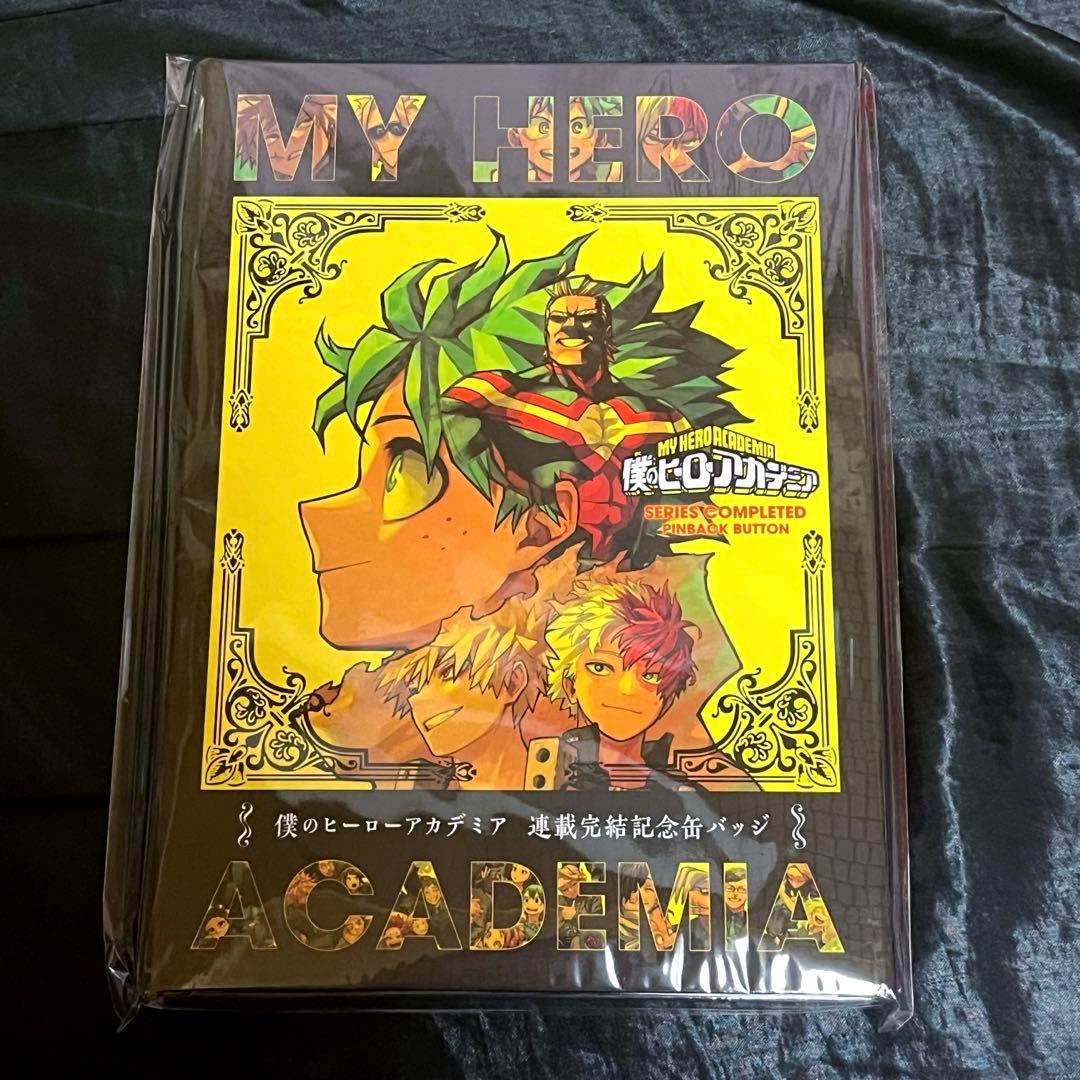 MY HERO
MY HERO ACADEMIA
僕のヒーローアカデミア
SERIES COMPLETED
PINBACK BUTTON
僕のヒーローアカデミア 連載完結記念缶バッジ
ACADEMIA